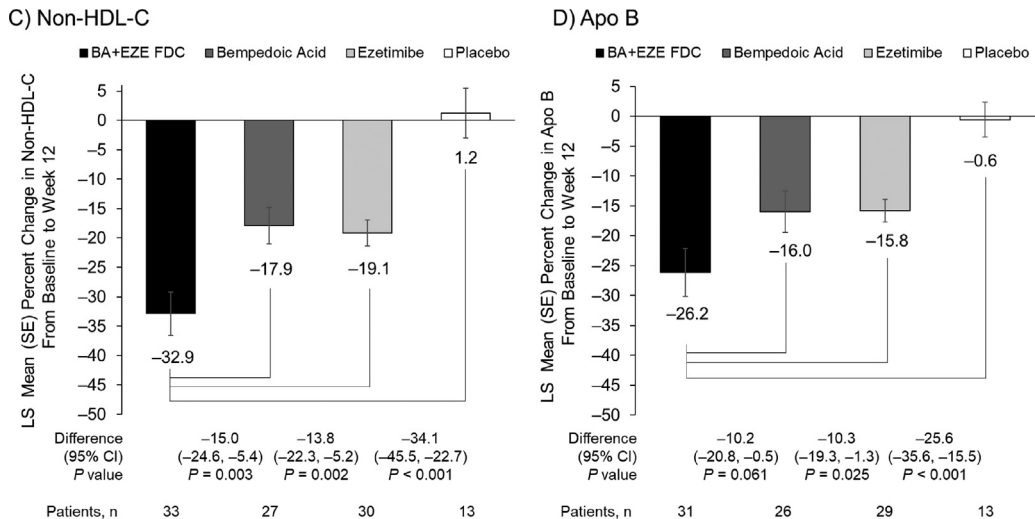 C) Non-HDL-C
BA+EZE FDC Bempedoic Acid Ezetimibe Placebo
LS Mean (SE) Percent Change in Non-HDL-C
From Baseline to Week 12
5
0
–5
–10
–15
–20
–25
–30
–35
–40
–45
–50
1.2
–17.9
–19.1
–32.9
Difference –15.0 –13.8 –34.1
(95% CI) (–24.6, –5.4) (–22.3, –5.2) (–45.5, –22.7)
P value P = 0.003 P = 0.002 P < 0.001
Patients, n 33 27 30 13
D) Apo B
BA+EZE FDC Bempedoic Acid Ezetimibe Placebo
LS Mean (SE) Percent Change in Apo B
From Baseline to Week 12
5
0
–5
–10
–15
–20
–25
–30
–35
–40
–45
–50
–0.6
–16.0
–15.8
–26.2
Difference –10.2 –10.3 –25.6
(95% CI) (–20.8, –0.5) (–19.3, –1.3) (–35.6, –15.5)
P value P = 0.061 P = 0.025 P < 0.001
Patients, n 31 26 29 13